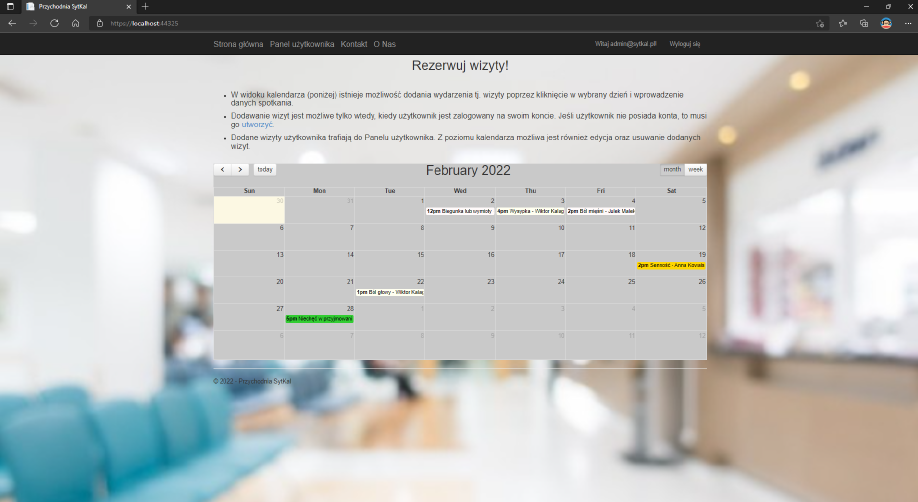 Przychodnia SytKal
https://localhost:44325
Strona główna Panel użytkownika Kontakt O Nas Witaj admin@sytkal.pl! Wyloguj się
Rezerwuj wizyty!
W widoku kalendarza (poniżej) istnieje możliwość dodania wydarzenia tj. wizyty poprzez kliknięcie w wybrany dzień i wprowadzenie
danych spotkania.
Dodawanie wizyt jest możliwe tylko wtedy, kiedy użytkownik jest zalogowany na swoim koncie. Jeśli użytkownik nie posiada konta, to musi
go utworzyć.
Dodane wizyty użytkownika trafiają do Panelu użytkownika. Z poziomu kalendarza możliwa jest również edycja oraz usuwanie dodanych
wizyt.
today February 2022 month week
Sun Mon Tue Wed Thu Fri Sat
30 31 1 2 3 4 5
12pm Biegunka lub wymioty 4pm Wysypka - Wiktor Kaląg 2pm Ból mięśni - Julek Malek
6 7 8 9 10 11 12
13 14 15 16 17 18 19
2pm Senność - Anna Kowals
20 21 22 23 24 25 26
1pm Ból głowy - Wiktor Kaląg
27 28 1 2 3 4 5
5pm Niechęć w przyjmowani
6 7 8 9 10 11 12
© 2022 - Przychodnia SytKal